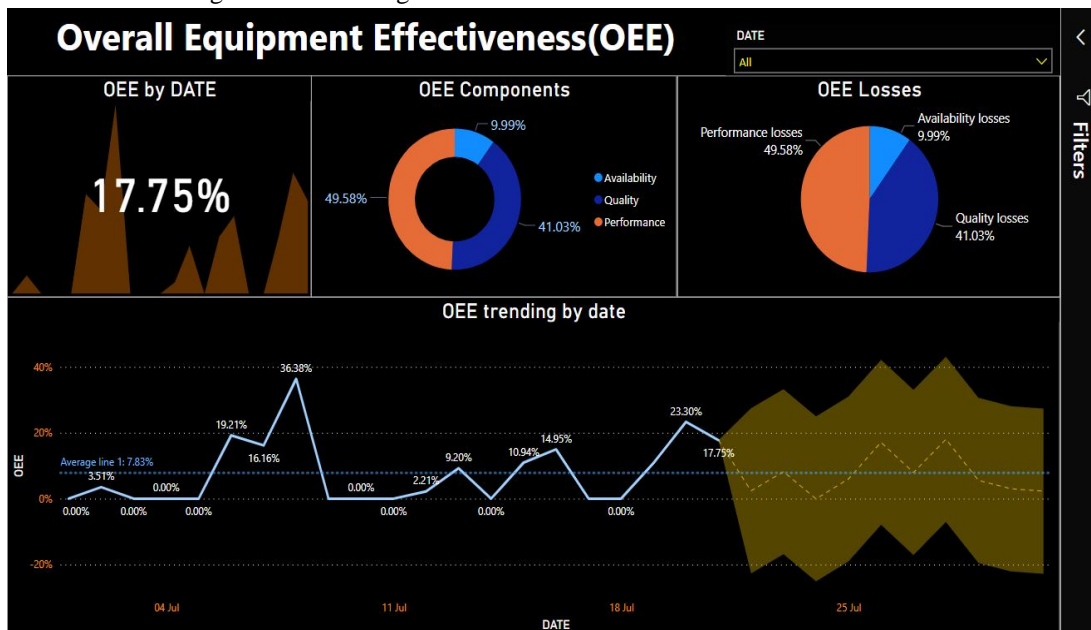 Overall Equipment Effectiveness(OEE)
DATE
All
Filters
OEE by DATE
17.75%
OEE Components
9.99%
49.58%
41.03%
Availability
Quality
Performance
OEE Losses
Availability losses
9.99%
Performance losses
49.58%
Quality losses
41.03%
OEE trending by date
OEE
40%
20%
0%
-20%
Average line 1: 7.83%
0.00%
3.51%
0.00%
0.00%
0.00%
19.21%
16.16%
36.38%
0.00%
0.00%
2.21%
9.20%
0.00%
10.94%
14.95%
0.00%
23.30%
17.75%
04 Jul
11 Jul
18 Jul
25 Jul
DATE